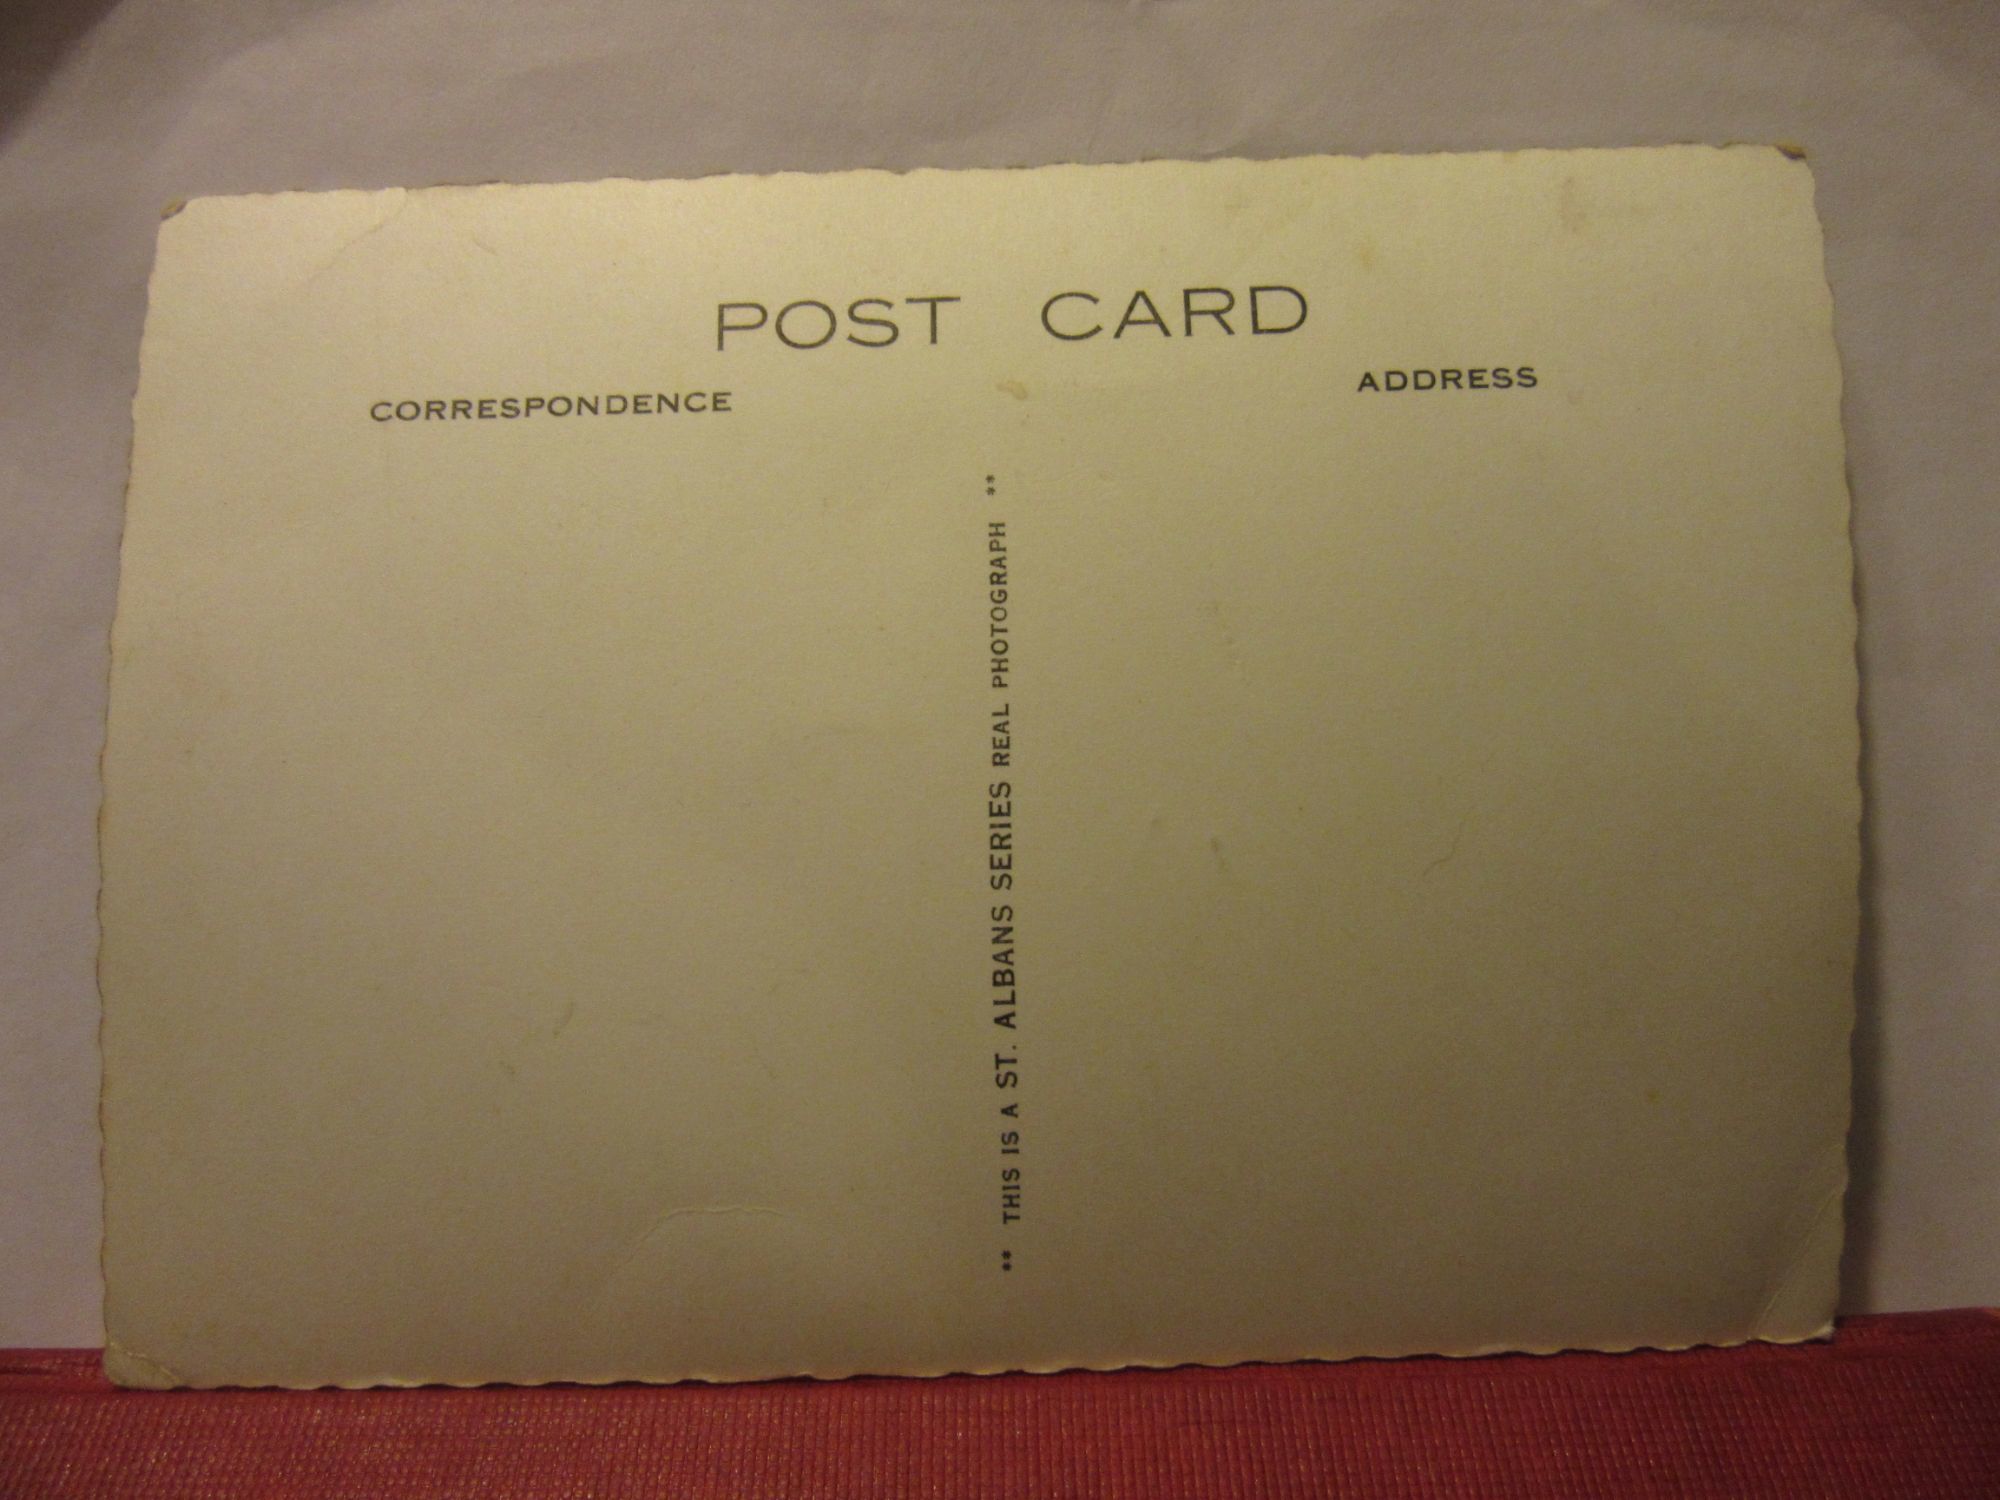 POST CARD
CORRESPONDENCE
ADDRESS
** THIS IS A ST. ALBANS SERIES REAL PHOTOGRAPH **